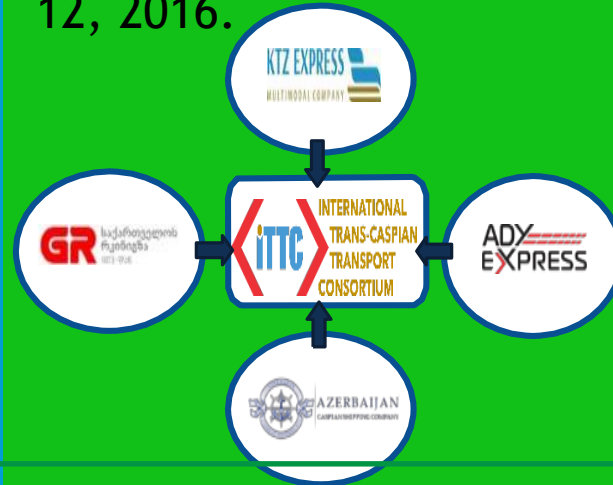 12, 2016.
KTZ EXPRESS
MULTIMODAL COMPANY
GR
საქართველოს
რკინიგზა
iTTC
INTERNATIONAL
TRANS-CASPIAN
TRANSPORT
CONSORTIUM
ADY
EXPRESS
AZERBAIJAN
CASPIAN SHIPPING COMPANY